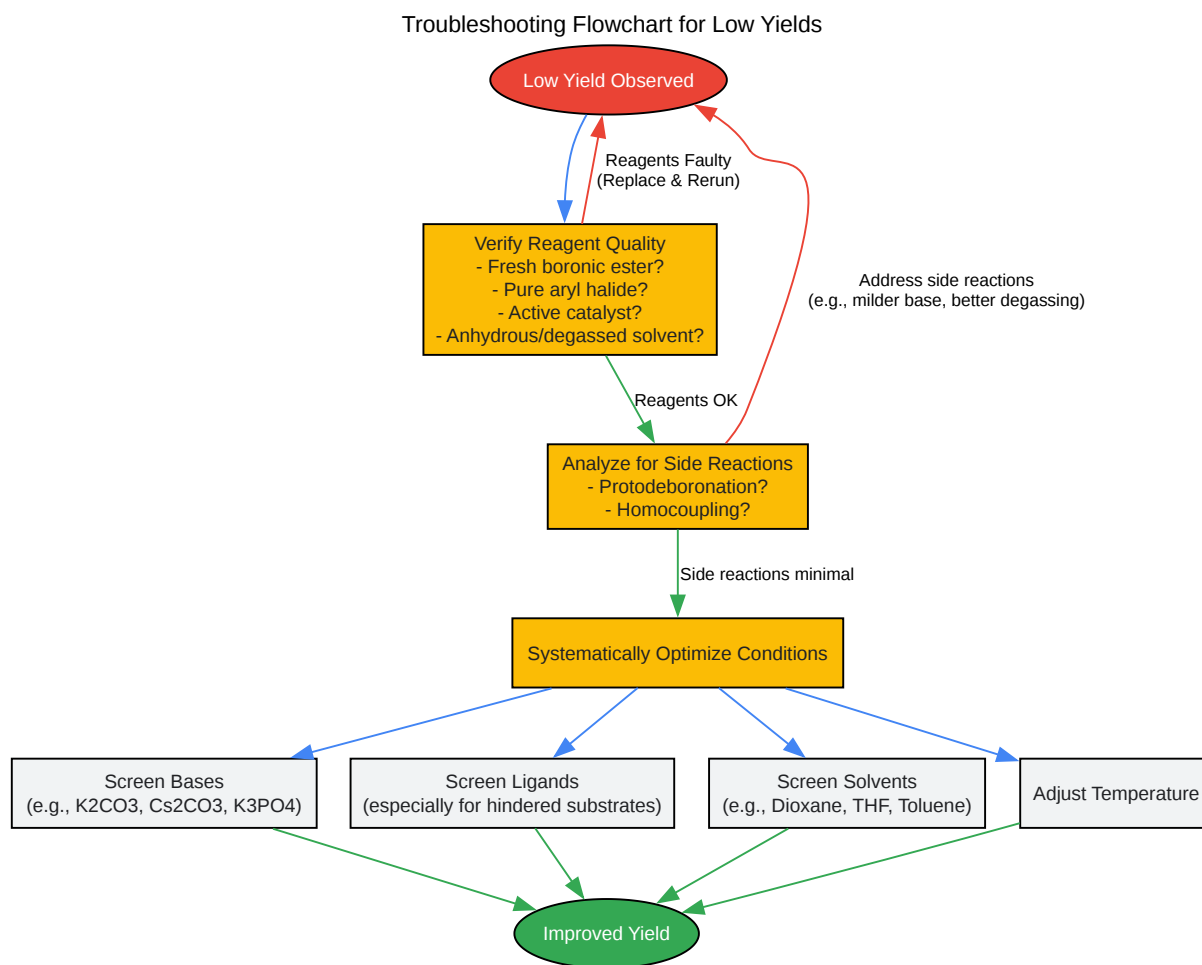 Troubleshooting Flowchart for Low Yields
Low Yield Observed
Reagents Faulty
(Replace & Rerun)
Verify Reagent Quality
- Fresh boronic ester?
- Pure aryl halide?
- Active catalyst?
- Anhydrous/degassed solvent?
Address side reactions
(e.g., milder base, better degassing)
Reagents OK
Analyze for Side Reactions
- Protodeboronation?
- Homocoupling?
Side reactions minimal
Systematically Optimize Conditions
Screen Bases
(e.g., K2CO3, Cs2CO3, K3PO4)
Screen Ligands
(especially for hindered substrates)
Screen Solvents
(e.g., Dioxane, THF, Toluene)
Adjust Temperature
Improved Yield